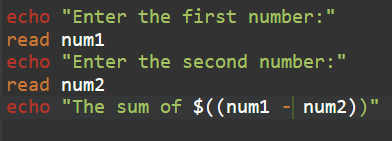 echo "Enter the first number:"
read num1
echo "Enter the second number:"
read num2
echo "The sum of $((num1 - num2))"